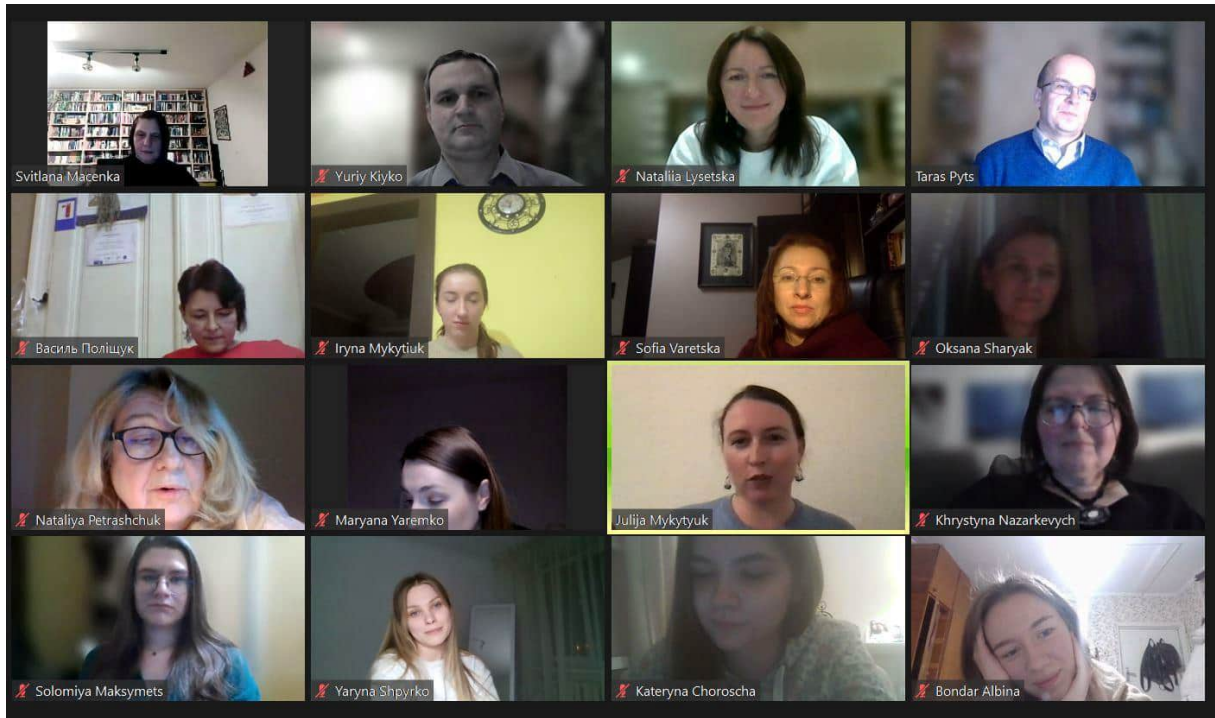 Svitlana Macenka
Yuriy Kiyko
Nataliia Lysetska
Taras Pyts
Василь Поліщук
Iryna Mykytiuk
Sofia Varetska
Oksana Sharyak
Nataliya Petrashchuk
Maryana Yaremko
Julija Mykytyuk
Khrystyna Nazarkevych
Solomiya Maksymets
Yaryna Shpyrko
Kateryna Choroscha
Bondar Albina